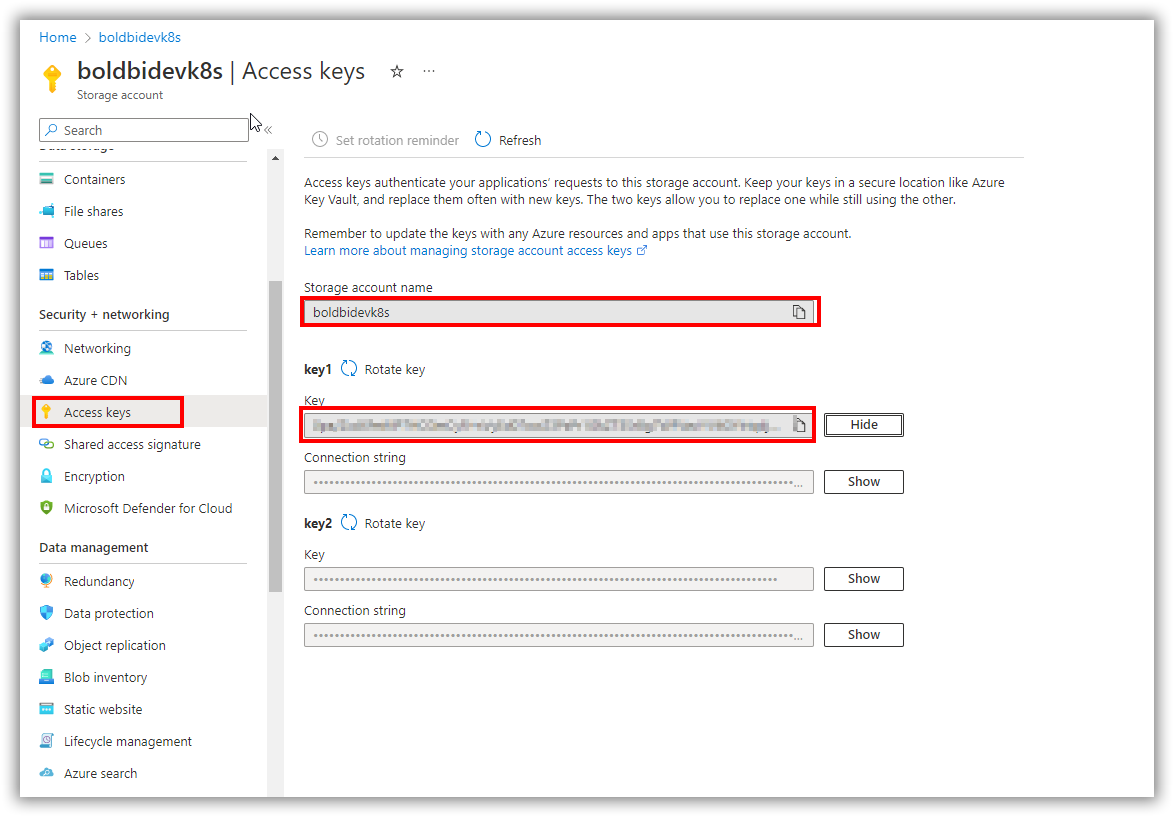 Home > boldbidevk8s
boldbidevk8s | Access keys
Storage account
Search
Data storage
Containers
File shares
Queues
Tables
Security + networking
Networking
Azure CDN
Access keys
Shared access signature
Encryption
Microsoft Defender for Cloud
Data management
Redundancy
Data protection
Object replication
Blob inventory
Static website
Lifecycle management
Azure search
Set rotation reminder Refresh
Access keys authenticate your applications' requests to this storage account. Keep your keys in a secure location like Azure
Key Vault, and replace them often with new keys. The two keys allow you to replace one while still using the other.
Remember to update the keys with any Azure resources and apps that use this storage account.
Learn more about managing storage account access keys
Storage account name
boldbidevk8s
key1 Rotate key
Key
Hide
Connection string
Show
key2 Rotate key
Key
Show
Connection string
Show